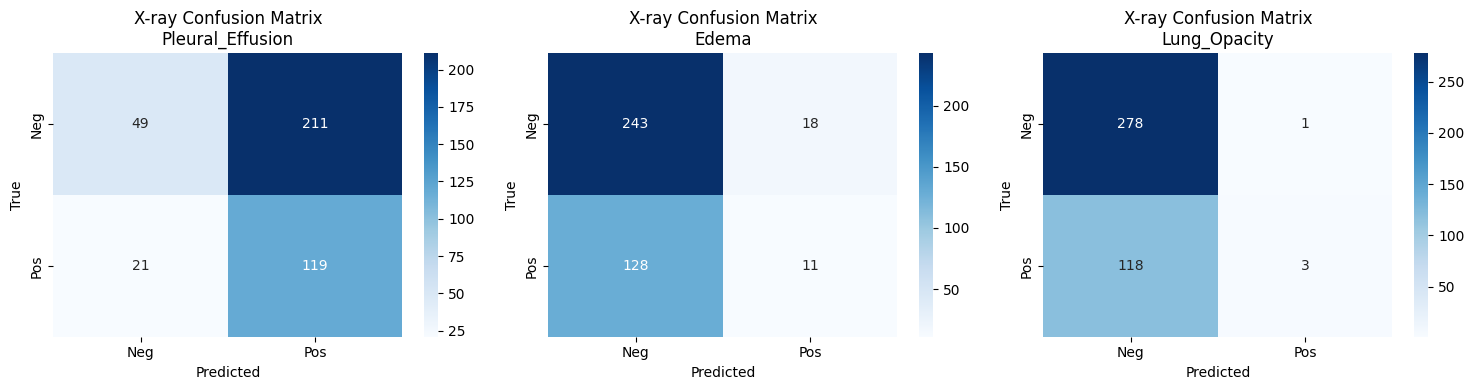 X-ray Confusion Matrix
Pleural_Effusion
Neg
Pos
True
49
211
21
119
Neg
Pos
Predicted
200
175
150
125
100
75
50
25
X-ray Confusion Matrix
Edema
Neg
Pos
True
243
18
128
11
Neg
Pos
Predicted
200
150
100
50
X-ray Confusion Matrix
Lung_Opacity
Neg
Pos
True
278
1
118
3
Neg
Pos
Predicted
250
200
150
100
50